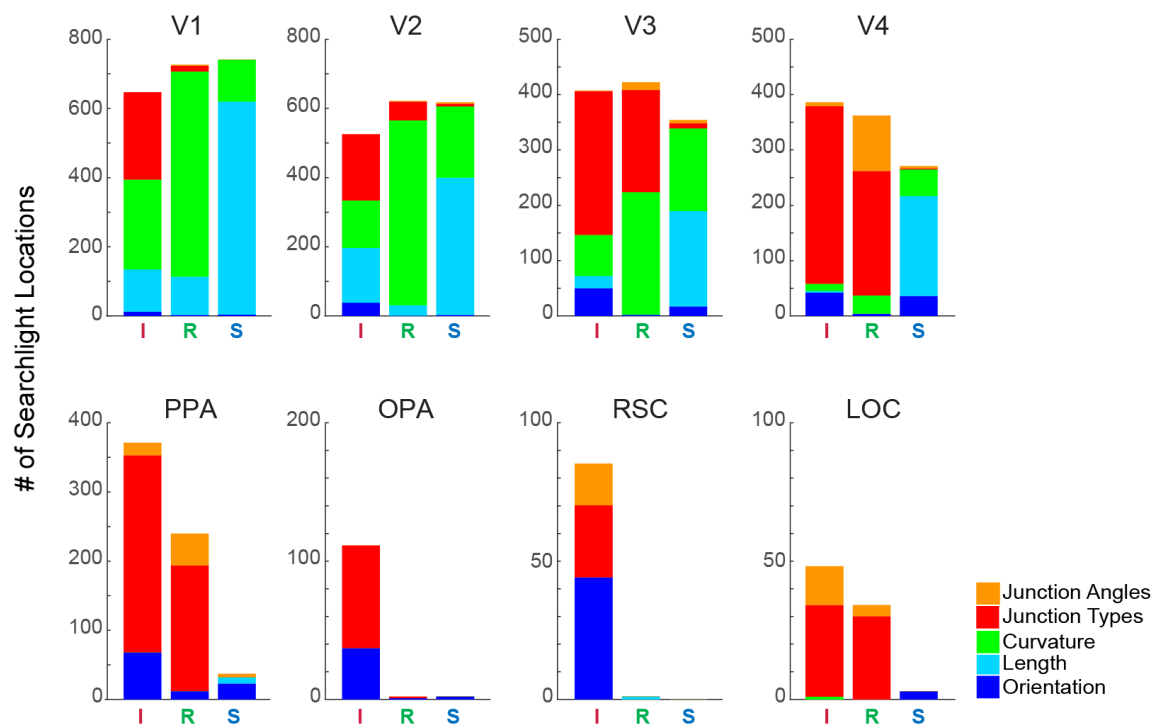 # of Searchlight Locations
V1
800
600
400
200
0
I R S
V2
800
600
400
200
0
I R S
V3
500
400
300
200
100
0
I R S
V4
500
400
300
200
100
0
I R S
PPA
400
300
200
100
0
I R S
OPA
200
100
0
I R S
RSC
100
50
0
I R S
LOC
100
50
0
I R S
Junction Angles
Junction Types
Curvature
Length
Orientation